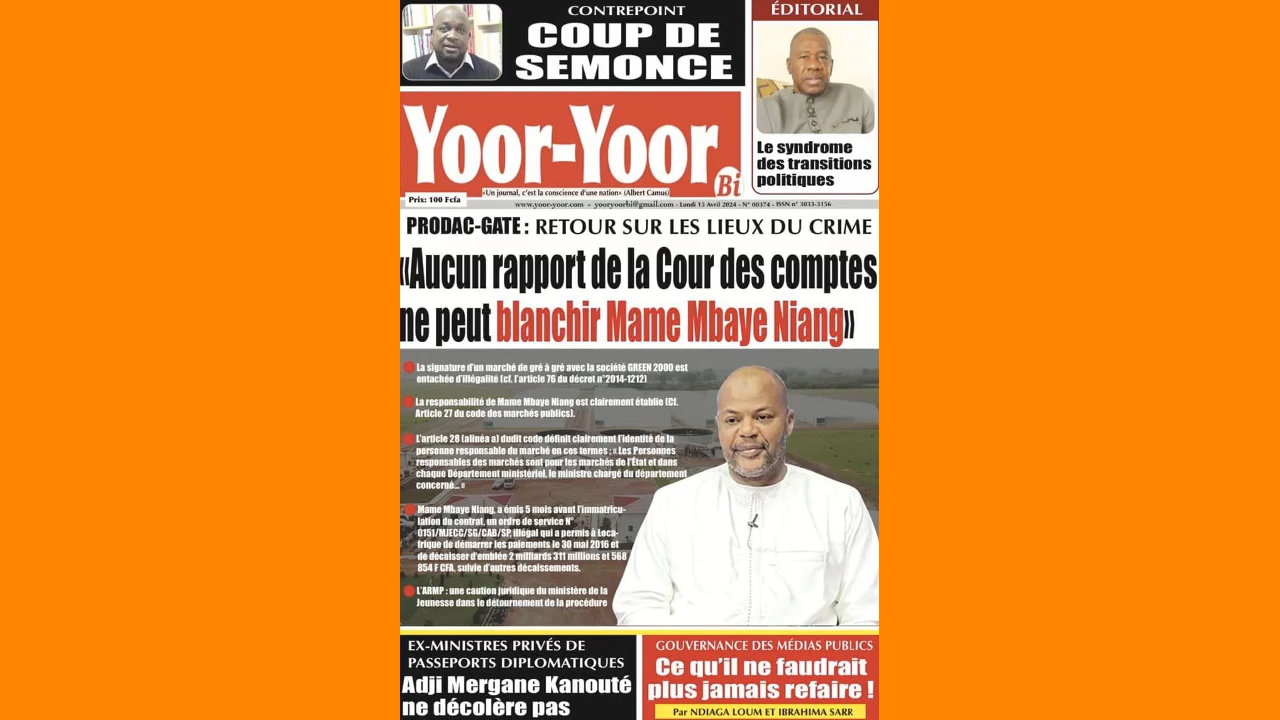 CONTREPOINT
COUP DE
SEMONCE
ÉDITORIAL
Le syndrome
des transitions
politiques
Yoor-Yoor
Bi
«Un journal, c'est la conscience d'une nation» (Albert Camus)
Prix: 100 Fcfa
www.yoor-yoor.com - yooryoorbi@gmail.com - Lundi 15 Avril 2024 - N° 00374 - ISSN n° 3033-3156
PRODAC-GATE : RETOUR SUR LES LIEUX DU CRIME
«Aucun rapport de la Cour des comptes
ne peut blanchir Mame Mbaye Niang»
La signature d'un marché de gré à gré avec la société GREEN 2000 est
entachée d'illégalité (cf. l'article 76 du décret n°2014-1212)
La responsabilité de Mame Mbaye Niang est clairement établie (Cf.
Article 27 du code des marchés publics).
L'article 28 (alinéa a) dudit code définit clairement l'identité de la
personne responsable du marché en ces termes : « Les Personnes
responsables des marchés sont pour les marchés de l'État et dans
chaque Département ministériel, le ministre chargé du département
concerné... »
Mame Mbaye Niang, a émis 5 mois avant l'immatricu-
lation du contrat, un ordre de service N°
0151/MJECC/SG/CAB/SP, illégal qui a permis à Loca-
frique de démarrer les paiements le 30 mai 2016 et
de décaisser d'emblée 2 milliards 311 millions et 568
854 F CFA, suivie d'autres décaissements.
L'ARMP : une caution juridique du ministère de la
Jeunesse dans le détournement de la procédure
EX-MINISTRES PRIVÉS DE
PASSEPORTS DIPLOMATIQUES
Adji Mergane Kanouté
ne décolère pas
GOUVERNANCE DES MÉDIAS PUBLICS
Ce qu'il ne faudrait
plus jamais refaire !
Par NDIAGA LOUM ET IBRAHIMA SARR